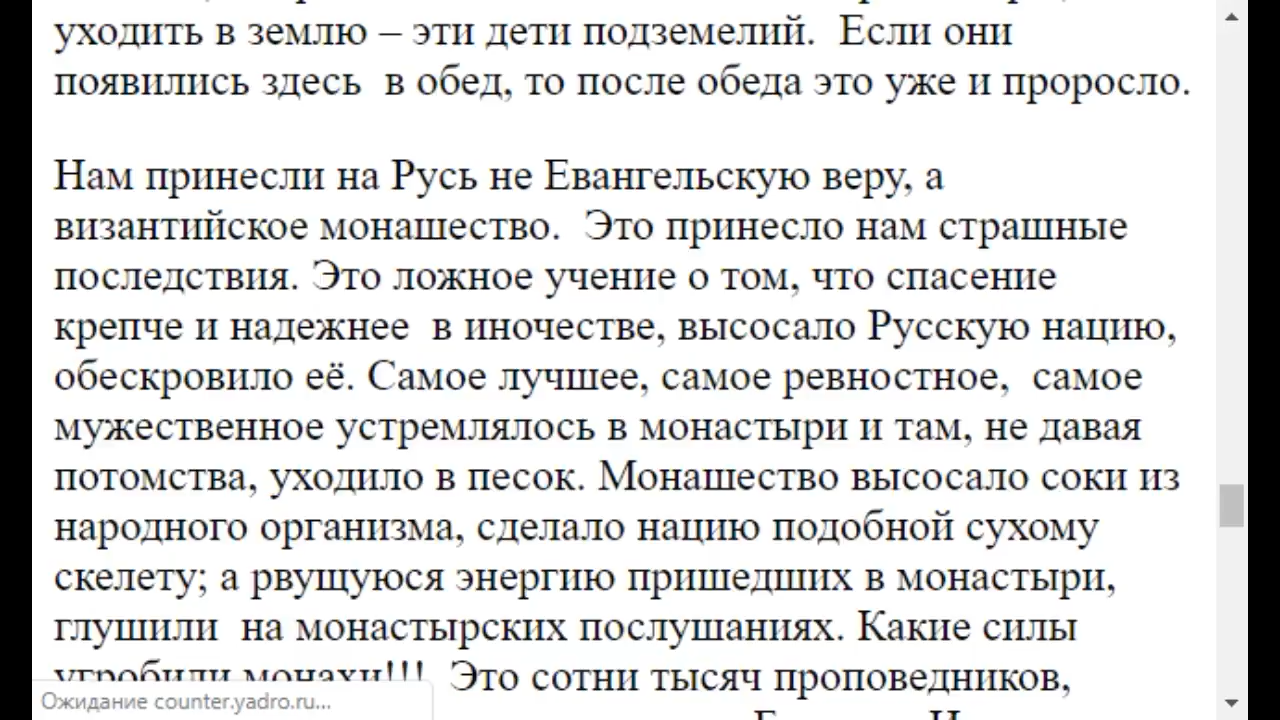 уходить в землю – эти дети подземелий. Если они
появились здесь в обед, то после обеда это уже и проросло.
Нам принесли на Русь не Евангельскую веру, а
византийское монашество. Это принесло нам страшные
последствия. Это ложное учение о том, что спасение
крепче и надежнее в иночестве, высосало Русскую нацию,
обескровило её. Самое лучшее, самое ревностное, самое
мужественное устремлялось в монастыри и там, не давая
потомства, уходило в песок. Монашество высосало соки из
народного организма, сделало нацию подобной сухому
скелету; а рвущуюся энергию пришедших в монастыри,
глушили на монастырских послушаниях. Какие силы
угробили монахи!!! Это сотни тысяч проповедников,
Ожидание counter.yadro.ru...